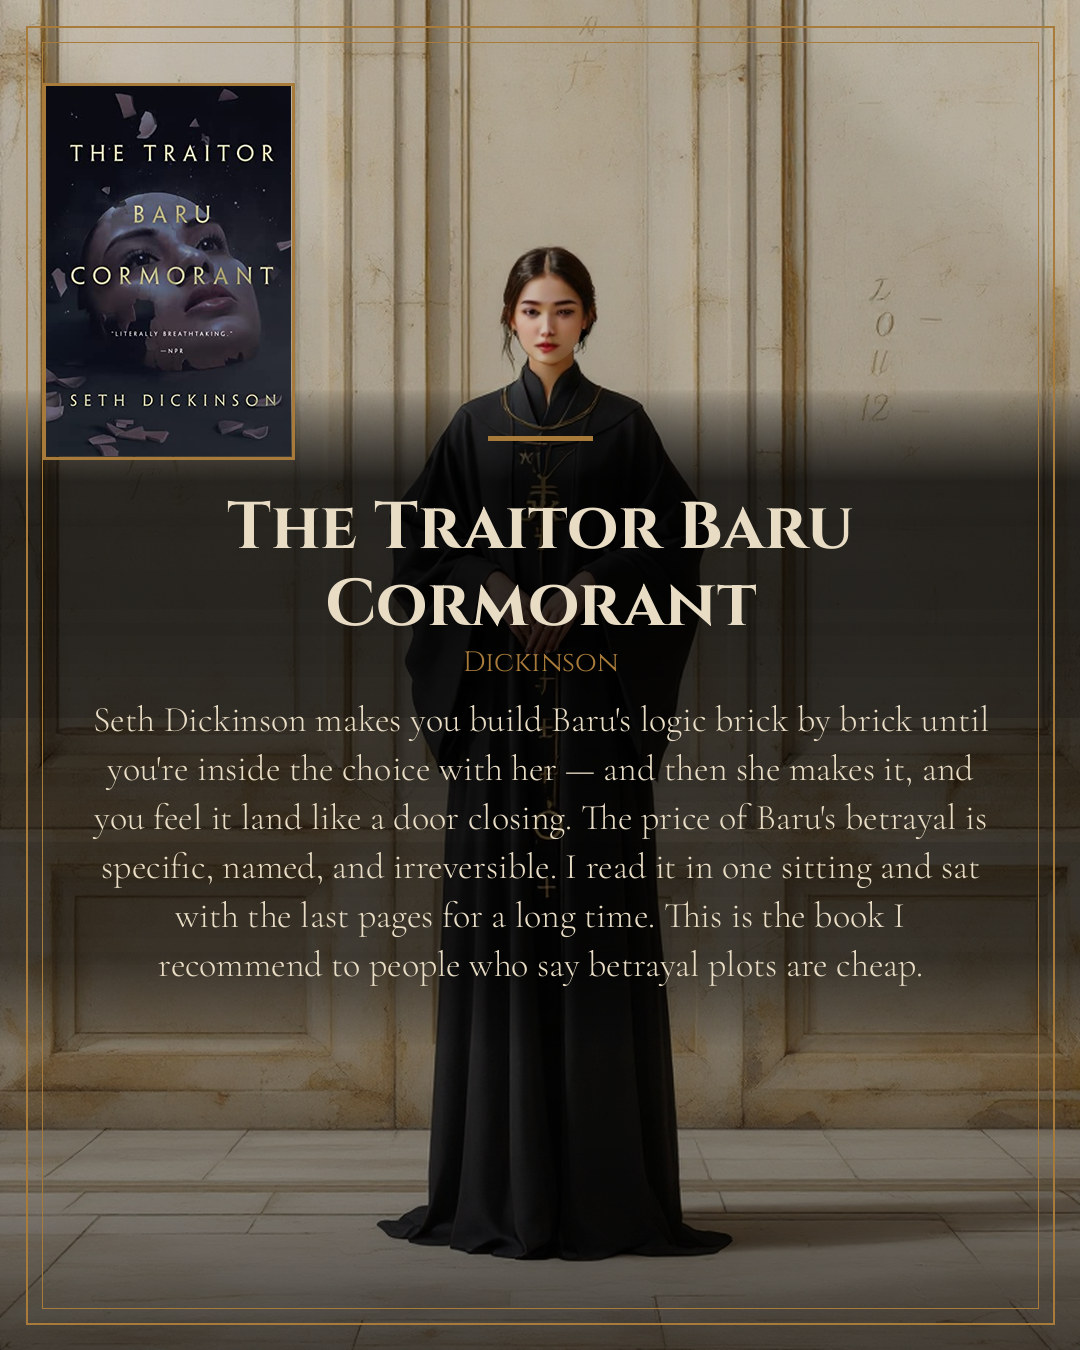 THE TRAITOR
BARU
CORMORANT
"LITERALLY BREATHTAKING."
—NPR
SETH DICKINSON
10
11
12 —
The Traitor Baru
Cormorant
Dickinson
Seth Dickinson makes you build Baru's logic brick by brick until
you're inside the choice with her — and then she makes it, and
you feel it land like a door closing. The price of Baru's betrayal is
specific, named, and irreversible. I read it in one sitting and sat
with the last pages for a long time. This is the book I
recommend to people who say betrayal plots are cheap.